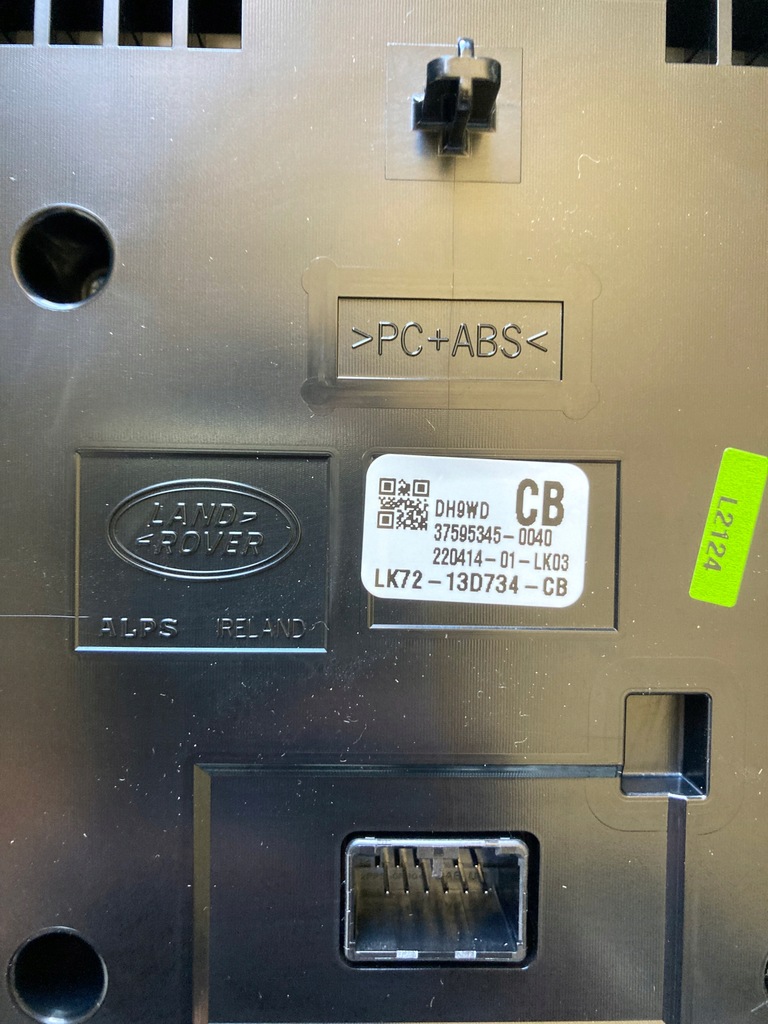 >PC+ABS<
LAND>
<ROVER
ALPS IRELAND
DH9WD CB
37595345-0040
220414-01-LK03
LK72-13D734-CB
L2124